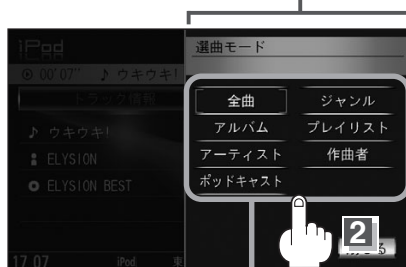 iPod
選曲モード
00'07" ♪ ウキウキ!
トラック情報
全曲 ジャンル
♪ ウキウキ!
アルバム プレイリスト
ELYSION
アーティスト 作曲者
ELYSION BEST
ポッドキャスト
2
る
17 07 iPod 東